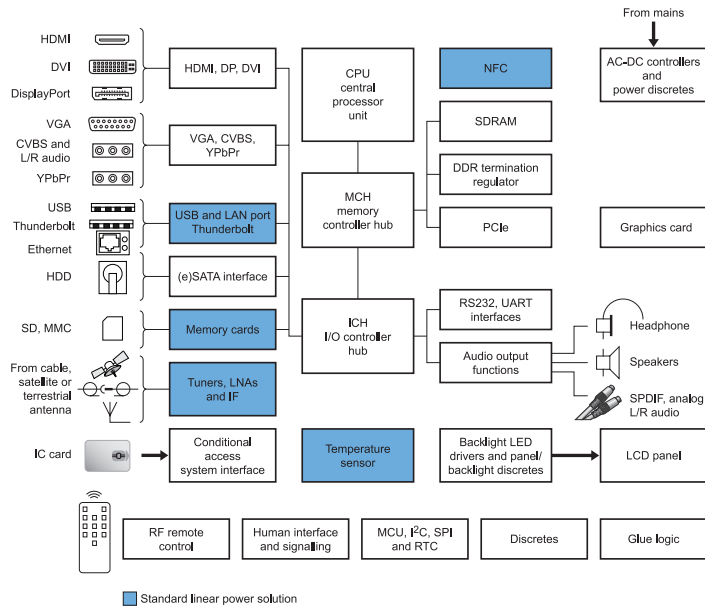 From mains
HDMI
DVI
DisplayPort
HDMI, DP, DVI
CPU
central
processor
unit
NFC
AC-DC controllers
and
power discretes
VGA
CVBS and
L/R audio
YPbPr
VGA, CVBS,
YPbPr
SDRAM
DDR termination
regulator
USB
Thunderbolt
Ethernet
USB and LAN port
Thunderbolt
MCH
memory
controller hub
PCIe
Graphics card
HDD
(e)SATA interface
SD, MMC
Memory cards
ICH
I/O controller
hub
RS232, UART
interfaces
Audio output
functions
Headphone
Speakers
SPDIF, analog
L/R audio
From cable,
satellite or
terrestrial
antenna
Tuners, LNAs
and IF
IC card
Conditional
access
system interface
Temperature
sensor
Backlight LED
drivers and panel/
backlight discretes
LCD panel
RF remote
control
Human interface
and signalling
MCU, I²C, SPI
and RTC
Discretes
Glue logic
Standard linear power solution